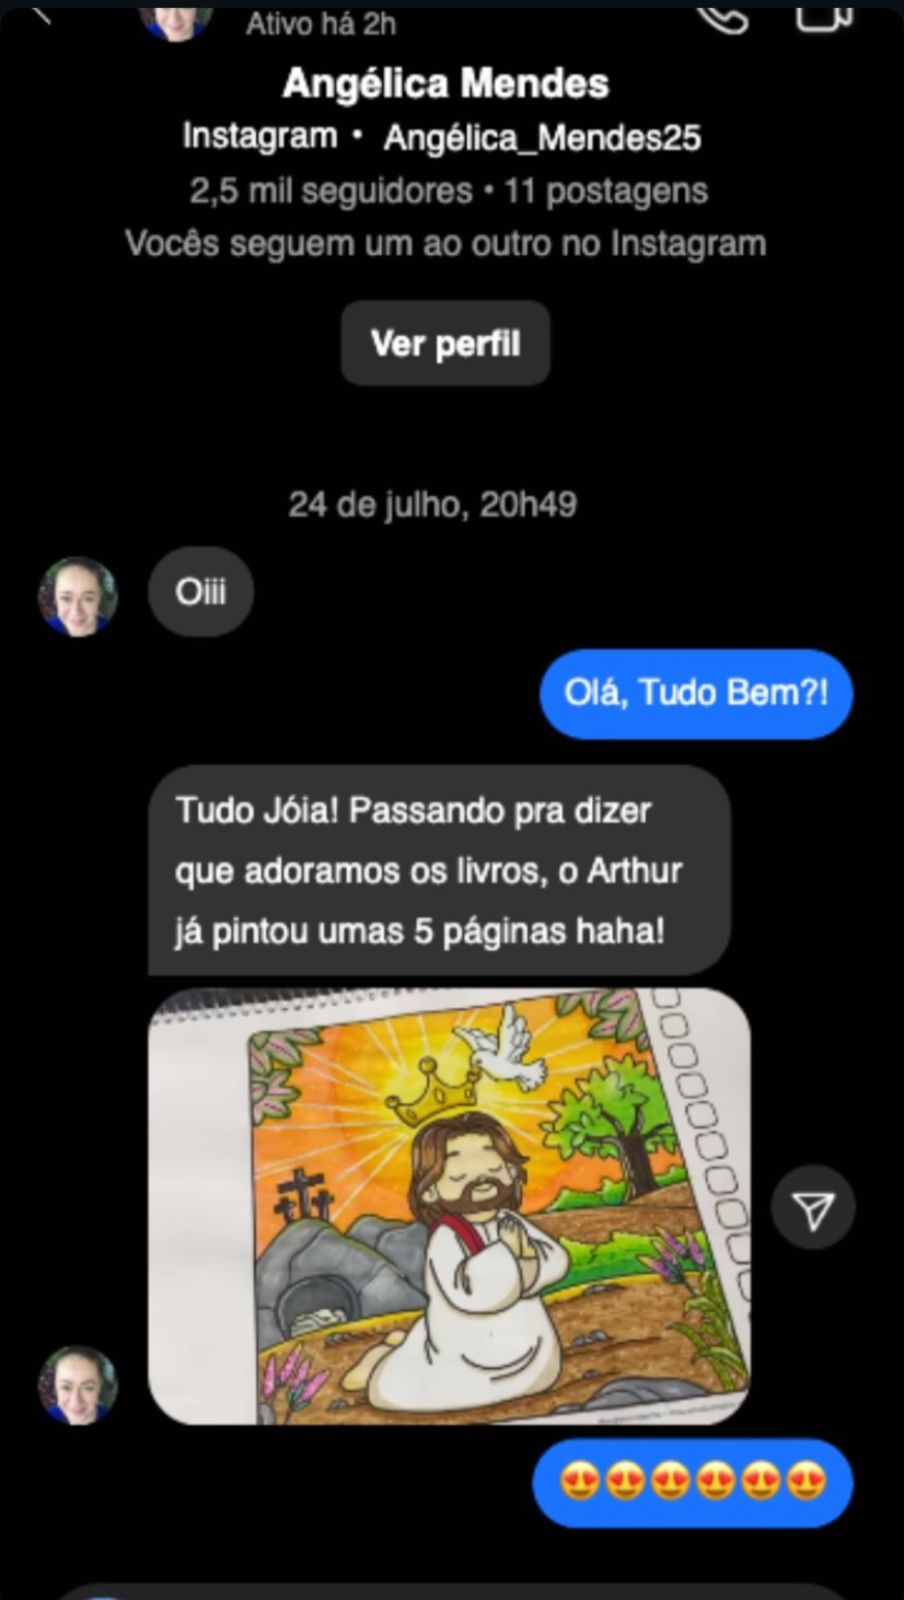 Ativo há 2h
Angélica Mendes
Instagram • Angélica_Mendes25
2,5 mil seguidores • 11 postagens
Vocês seguem um ao outro no Instagram
Ver perfil
24 de julho, 20h49
Oiii
Olá, Tudo Bem?!
Tudo Jóia! Passando pra dizer
que adoramos os livros, o Arthur
já pintou umas 5 páginas haha!
😍😍😍😍😍😍